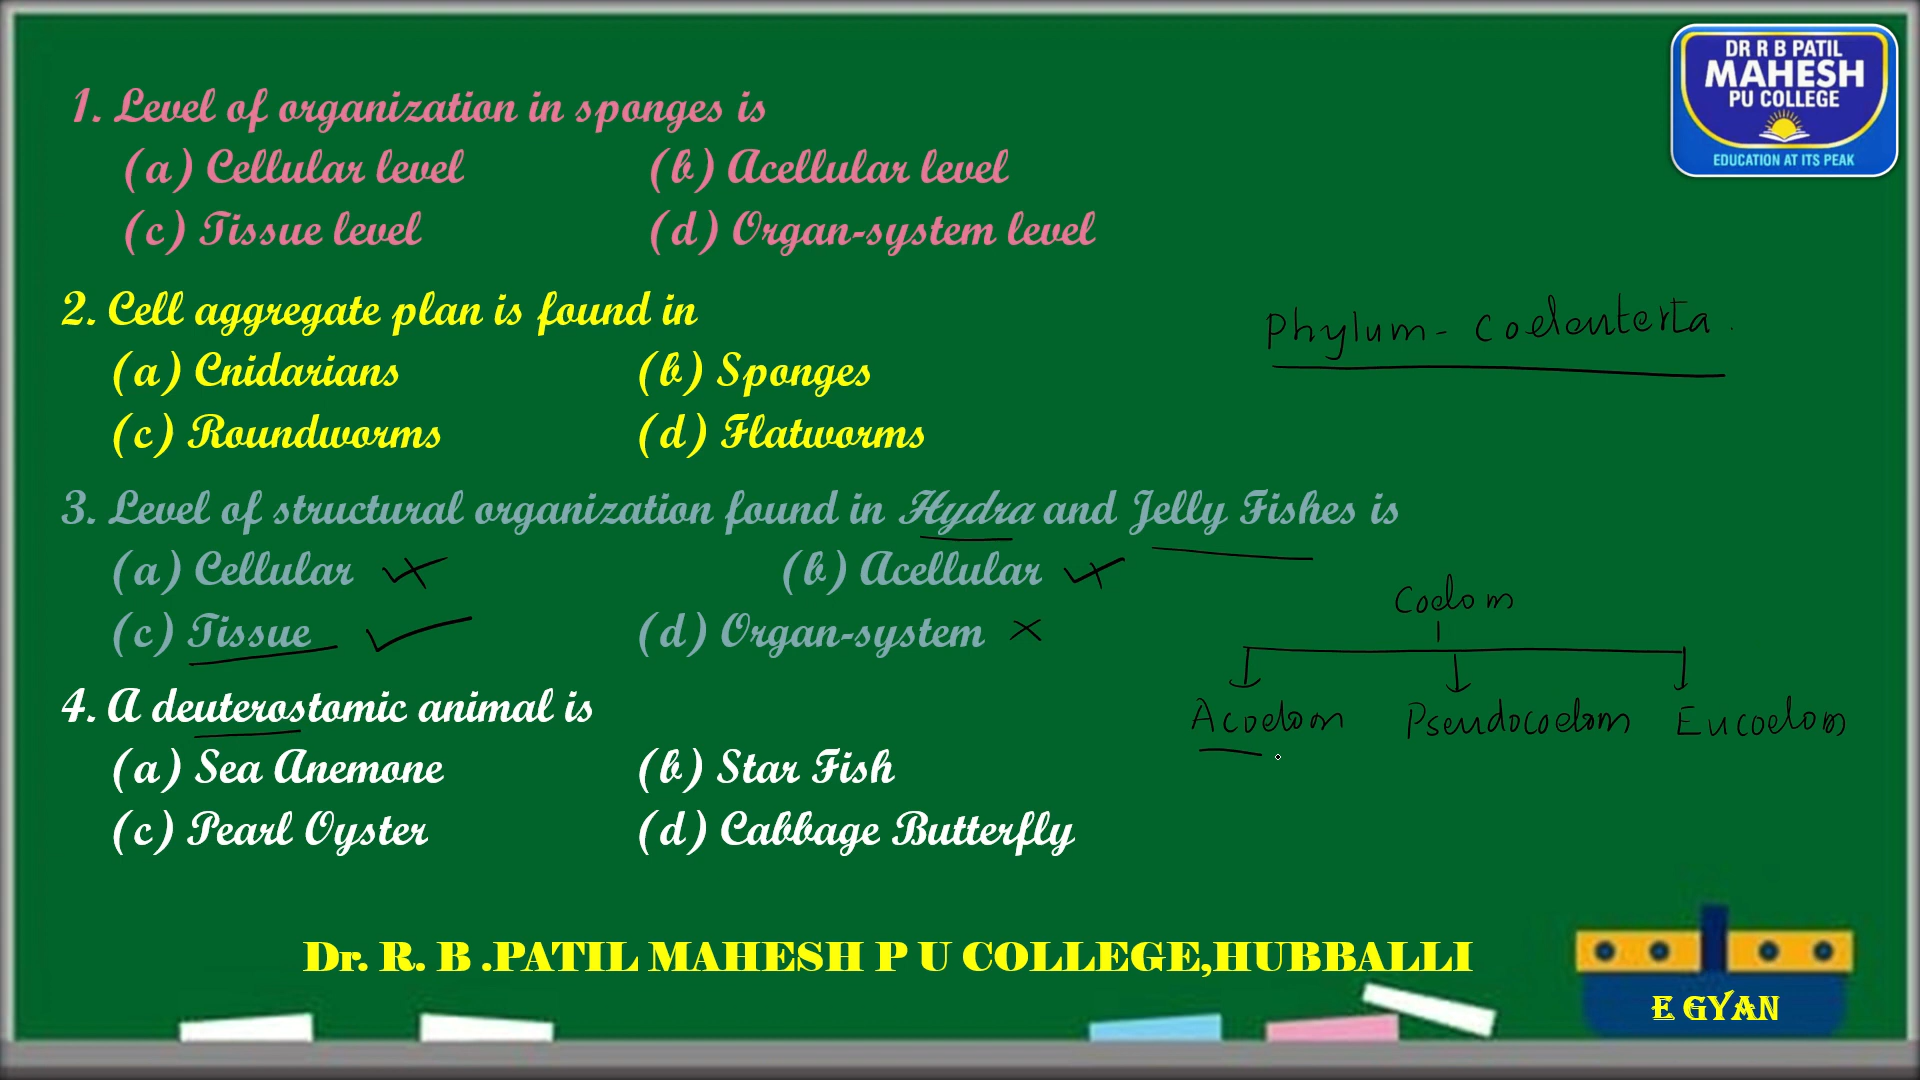 DR R B PATIL
MAHESH
PU COLLEGE
EDUCATION AT ITS PEAK
1. Level of organization in sponges is
(a) Cellular level (b) Acellular level
(c) Tissue level (d) Organ-system level
2. Cell aggregate plan is found in
(a) Cnidarians (b) Sponges
(c) Roundworms (d) Flatworms
Phylum - Coelenterta.
3. Level of structural organization found in Hydra and Jelly Fishes is
(a) Cellular (b) Acellular
(c) Tissue (d) Organ-system
Coelom
Acoelom Pseudocoelom Eucoelom
4. A deuterostomic animal is
(a) Sea Anemone (b) Star Fish
(c) Pearl Oyster (d) Cabbage Butterfly
Dr. R. B .PATIL MAHESH P U COLLEGE,HUBBALLI
E GYAN